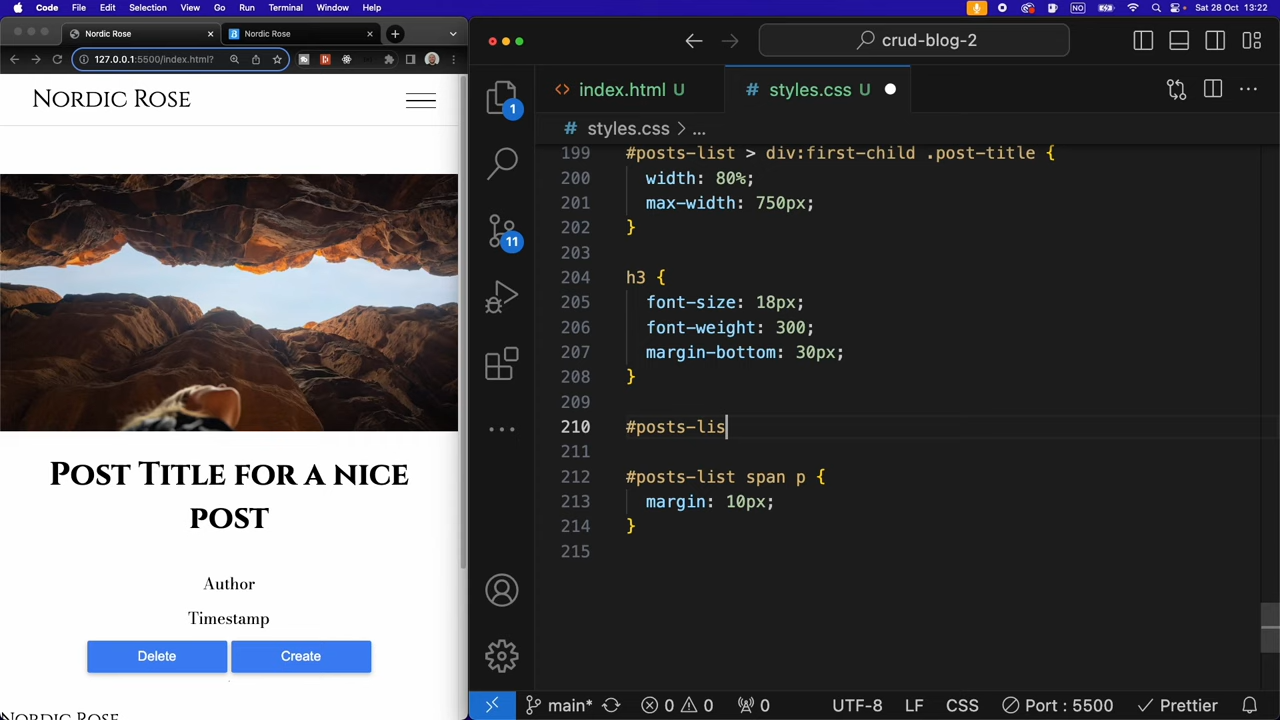 Code File Edit Selection View Go Run Terminal Window Help NO Sat 28 Oct 13:22
Nordic Rose
Nordic Rose
127.0.0.1:5500/index.html?
Nordic Rose
Post Title for a nice
post
Author
Timestamp
Delete Create
Nordic Rose
crud-blog-2
index.html U
# styles.css U
# styles.css > ...
1
11
199 #posts-list > div:first-child .post-title {
200 width: 80%;
201 max-width: 750px;
202 }
203
204 h3 {
205 font-size: 18px;
206 font-weight: 300;
207 margin-bottom: 30px;
208 }
209
210 #posts-lis
211
212 #posts-list span p {
213 margin: 10px;
214 }
215
main* 0 0 0 UTF-8 LF CSS Port : 5500 Prettier